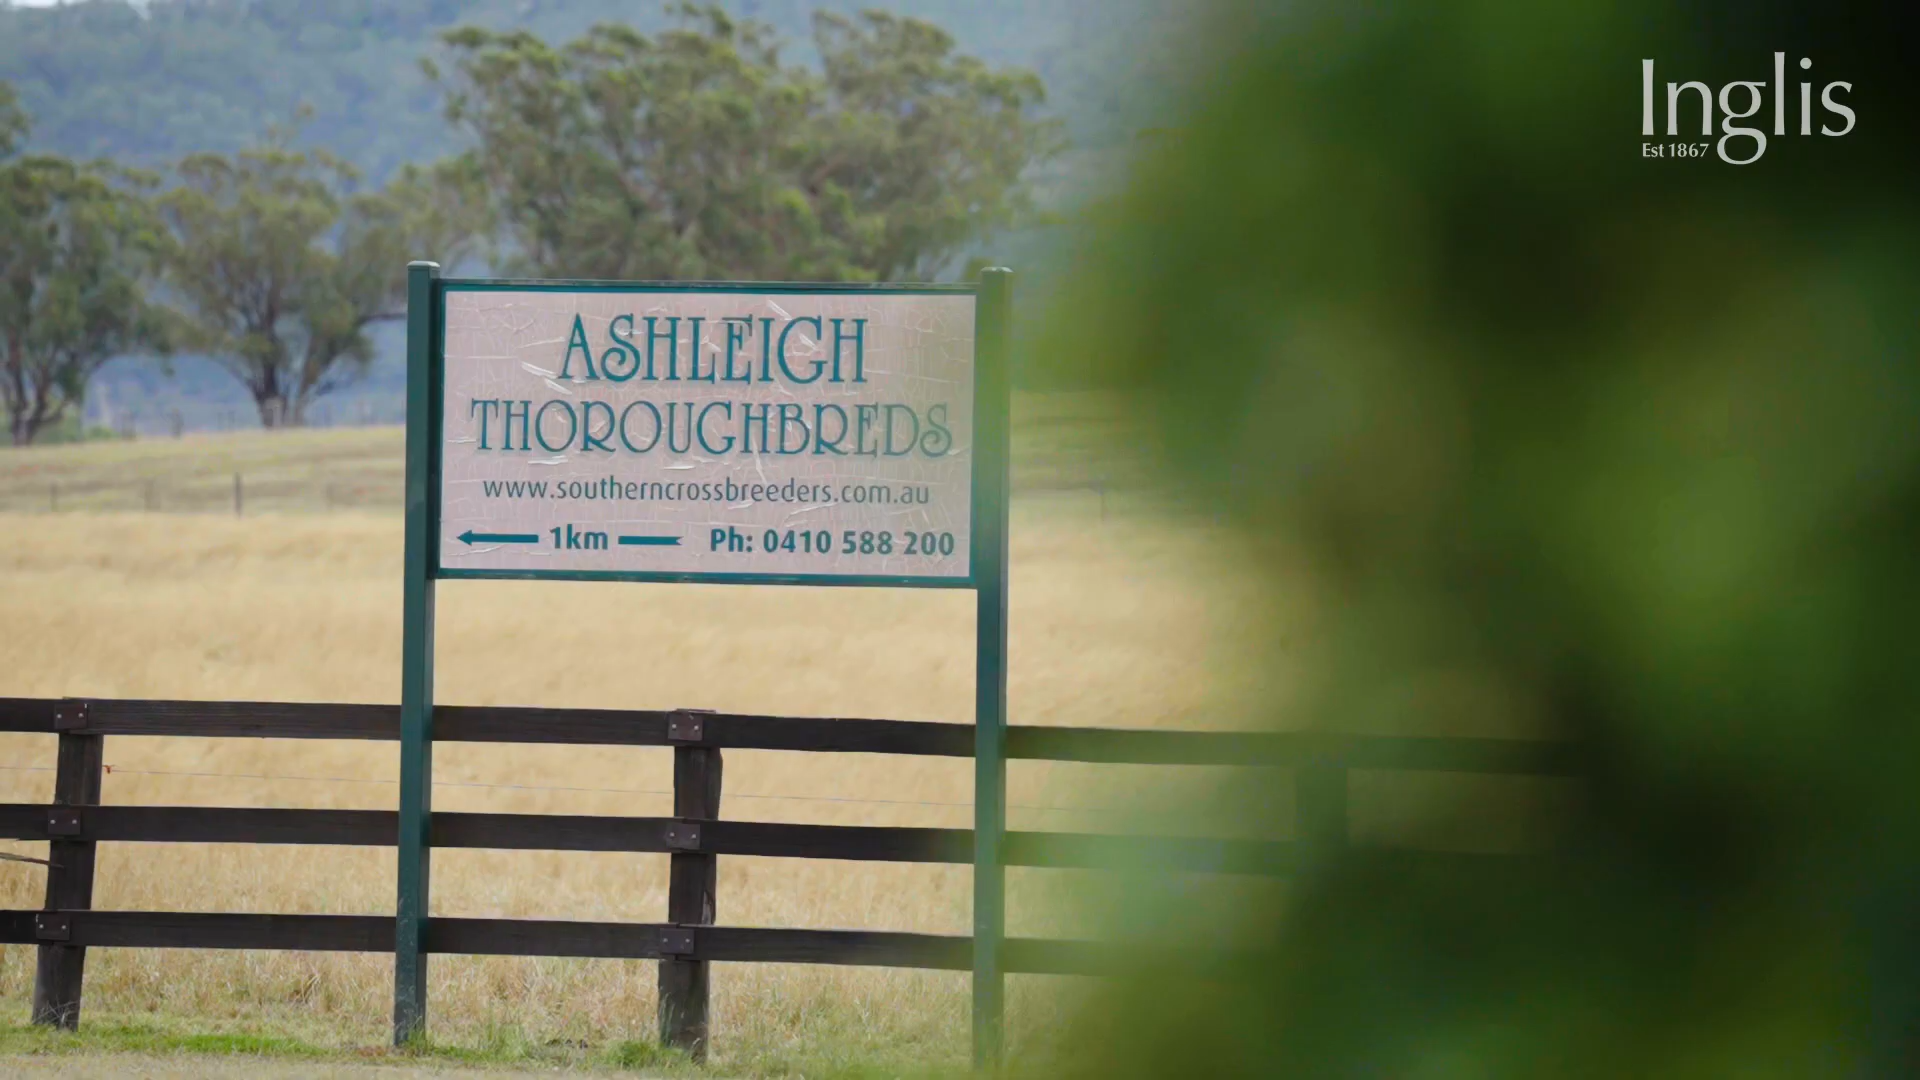 Inglis
Est 1867
ASHLEIGH
THOROUGHBREDS
www.southerncrossbreeders.com.au
1km Ph: 0410 588 200